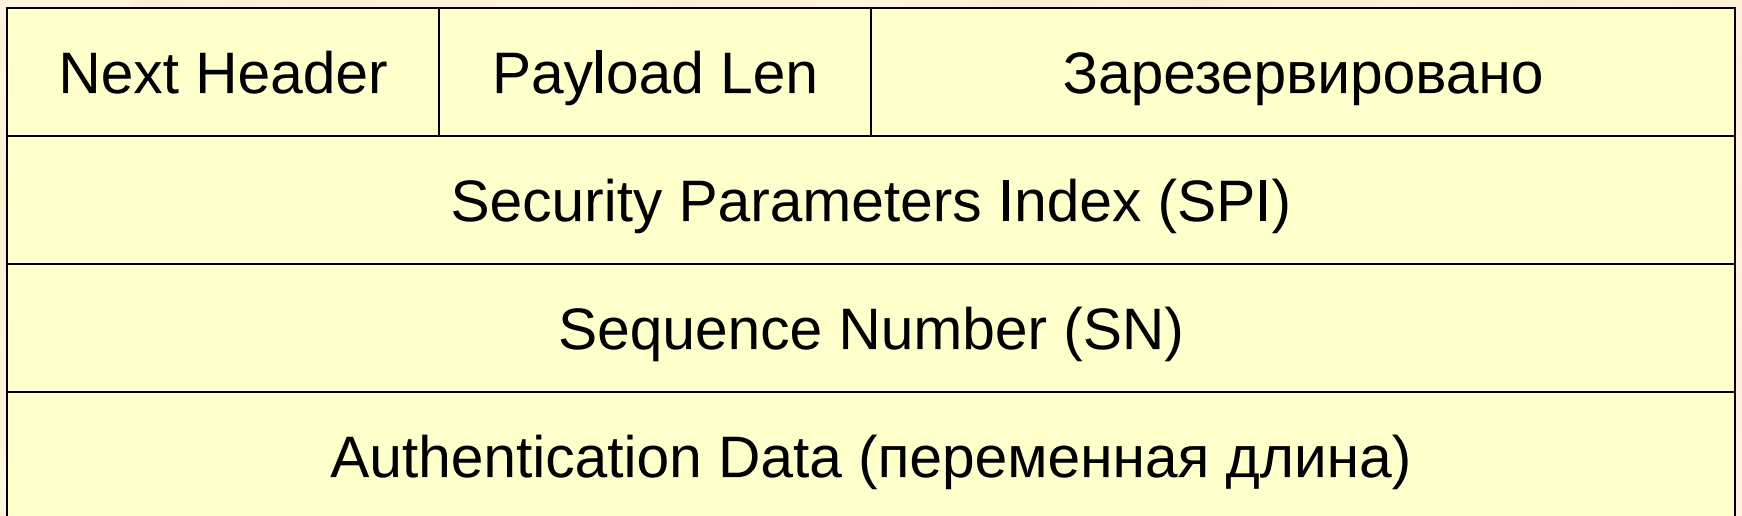 Next Header
Payload Len
Зарезервировано
Security Parameters Index (SPI)
Sequence Number (SN)
Authentication Data (переменная длина)